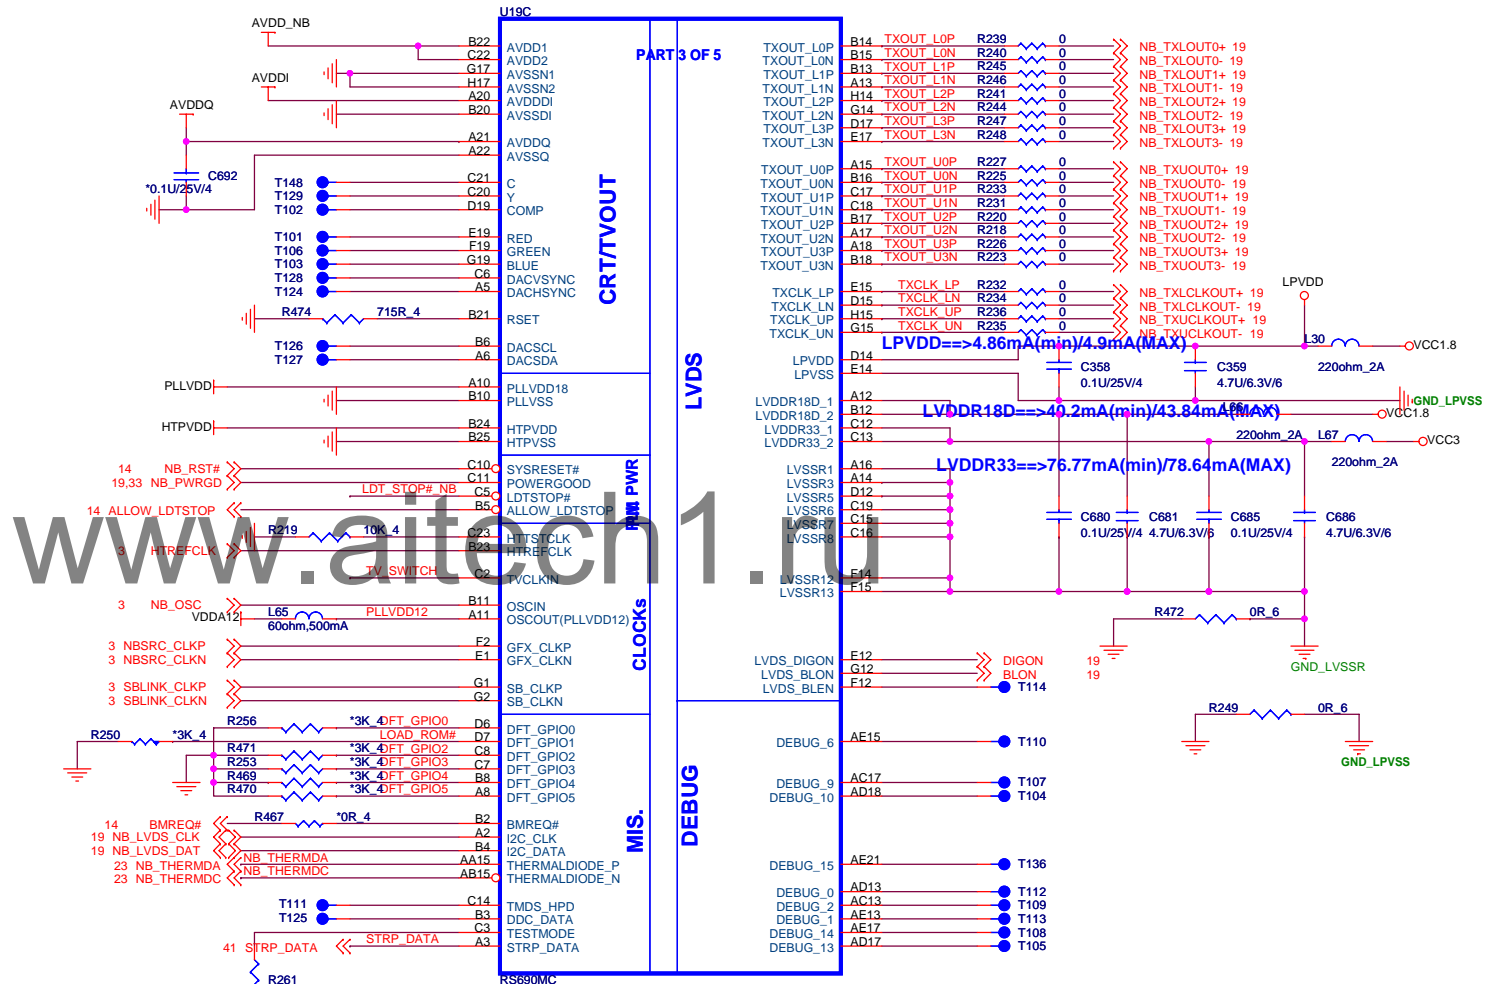 U19C
PART 3 OF 5
CRT/TVOUT
LVDS
PLL PWR
CLOCKs
MIS.
DEBUG
RS690MC
AVDD_NB
B22 AVDD1
C22 AVDD2
G17 AVSSN1
H17 AVSSN2
AVDDI
A20 AVDDDI
B20 AVSSDI
AVDDQ
A21 AVDDQ
A22 AVSSQ
C692
*0.1U/25V/4
T148 C21 C
T129 C20 Y
T102 D19 COMP
T101 E19 RED
T106 F19 GREEN
T103 G19 BLUE
T128 C6 DACVSYNC
T124 A5 DACHSYNC
R474 715R_4 B21 RSET
T126 B6 DACSCL
T127 A6 DACSDA
PLLVDD A10 PLLVDD18
B10 PLLVSS
HTPVDD B24 HTPVDD
B25 HTPVSS
14 NB_RST# C10 SYSRESET#
19,33 NB_PWRGD C11 POWERGOOD
LDT_STOP#_NB C5 LDTSTOP#
14 ALLOW_LDTSTOP B5 ALLOW_LDTSTOP
R219 10K_4 C23 HTTSTCLK
3 HTREFCLK B23 HTREFCLK
TV_SWITCH C2 TVCLKIN
3 NB_OSC B11 OSCIN
VDDA12 L65 PLLVDD12 A11 OSCOUT(PLLVDD12)
60ohm,500mA
3 NBSRC_CLKP F2 GFX_CLKP
3 NBSRC_CLKN E1 GFX_CLKN
3 SBLINK_CLKP G1 SB_CLKP
3 SBLINK_CLKN G2 SB_CLKN
R256 *3K_4 DFT_GPIO0 D6 DFT_GPIO0
R250 *3K_4 LOAD_ROM# D7 DFT_GPIO1
R471 *3K_4 DFT_GPIO2 C8 DFT_GPIO2
R253 *3K_4 DFT_GPIO3 C7 DFT_GPIO3
R469 *3K_4 DFT_GPIO4 B8 DFT_GPIO4
R470 *3K_4 DFT_GPIO5 A8 DFT_GPIO5
14 BMREQ# R467 *0R_4 B2 BMREQ#
19 NB_LVDS_CLK A2 I2C_CLK
19 NB_LVDS_DAT B4 I2C_DATA
23 NB_THERMDA NB_THERMDA AA15 THERMALDIODE_P
23 NB_THERMDC NB_THERMDC AB15 THERMALDIODE_N
T111 C14 TMDS_HPD
T125 B3 DDC_DATA
C3 TESTMODE
41 STRP_DATA STRP_DATA A3 STRP_DATA
R261
TXOUT_L0P B14 TXOUT_L0P R239 0 NB_TXLOUT0+ 19
TXOUT_L0N B15 TXOUT_L0N R240 0 NB_TXLOUT0- 19
TXOUT_L1P B13 TXOUT_L1P R245 0 NB_TXLOUT1+ 19
TXOUT_L1N A13 TXOUT_L1N R246 0 NB_TXLOUT1- 19
TXOUT_L2P H14 TXOUT_L2P R241 0 NB_TXLOUT2+ 19
TXOUT_L2N G14 TXOUT_L2N R244 0 NB_TXLOUT2- 19
TXOUT_L3P D17 TXOUT_L3P R247 0 NB_TXLOUT3+ 19
TXOUT_L3N E17 TXOUT_L3N R248 0 NB_TXLOUT3- 19
TXOUT_U0P A15 TXOUT_U0P R227 0 NB_TXUOUT0+ 19
TXOUT_U0N B16 TXOUT_U0N R225 0 NB_TXUOUT0- 19
TXOUT_U1P C17 TXOUT_U1P R233 0 NB_TXUOUT1+ 19
TXOUT_U1N C18 TXOUT_U1N R231 0 NB_TXUOUT1- 19
TXOUT_U2P B17 TXOUT_U2P R220 0 NB_TXUOUT2+ 19
TXOUT_U2N A17 TXOUT_U2N R218 0 NB_TXUOUT2- 19
TXOUT_U3P A18 TXOUT_U3P R226 0 NB_TXUOUT3+ 19
TXOUT_U3N B18 TXOUT_U3N R223 0 NB_TXUOUT3- 19
TXCLK_LP E15 TXCLK_LP R232 0 NB_TXLCLKOUT+ 19
TXCLK_LN D15 TXCLK_LN R234 0 NB_TXLCLKOUT- 19
TXCLK_UP H15 TXCLK_UP R236 0 NB_TXUCLKOUT+ 19
TXCLK_UN G15 TXCLK_UN R235 0 NB_TXUCLKOUT- 19
LPVDD
LPVDD==>4.86mA(min)/4.9mA(MAX)
L30 VCC1.8
220ohm_2A
LPVDD D14
LPVSS E14
C358
0.1U/25V/4
C359
4.7U/6.3V/6
GND_LPVSS
LVDDR18D_1 A12
LVDDR18D_2 B12
LVDDR18D==>40.2mA(min)/43.84mA(MAX)
L66 VCC1.8
220ohm_2A
LVDDR33_1 C12
LVDDR33_2 C13
L67 VCC3
220ohm_2A
LVDDR33==>76.77mA(min)/78.64mA(MAX)
LVSSR1 A16
LVSSR3 A14
LVSSR5 D12
LVSSR6 C19
LVSSR7 C15
LVSSR8 C16
LVSSR12 F14
LVSSR13 F15
C680
0.1U/25V/4
C681
4.7U/6.3V/6
C685
0.1U/25V/4
C686
4.7U/6.3V/6
R472 0R_6
GND_LVSSR
LVDS_DIGON E12 DIGON 19
LVDS_BLON G12 BLON 19
LVDS_BLEN F12 T114
R249 0R_6
GND_LPVSS
DEBUG_6 AE15 T110
DEBUG_9 AC17 T107
DEBUG_10 AD18 T104
DEBUG_15 AE21 T136
DEBUG_0 AD13 T112
DEBUG_2 AC13 T109
DEBUG_1 AE13 T113
DEBUG_14 AE17 T108
DEBUG_13 AD17 T105
www.aitech1.ru